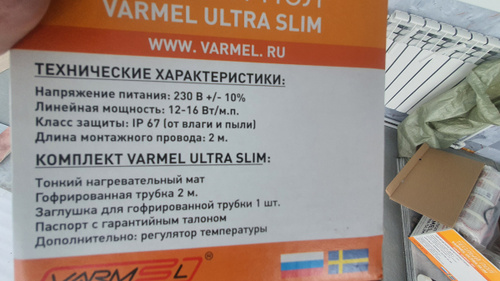 VARMEL ULTRA SLIM
WWW. VARMEL.RU
ТЕХНИЧЕСКИЕ ХАРАКТЕРИСТИКИ:
Напряжение питания: 230 В +/- 10%
Линейная мощность: 12-16 Вт/м.п.
Класс защиты: IP 67 (от влаги и пыли)
Длина монтажного провода: 2 м.
КОМПЛЕКТ VARMEL ULTRA SLIM:
Тонкий нагревательный мат
Гофрированная трубка 2 м.
Заглушка для гофрированной трубки 1 шт.
Паспорт с гарантийным талоном
Дополнительно: регулятор температуры
VARMEL®